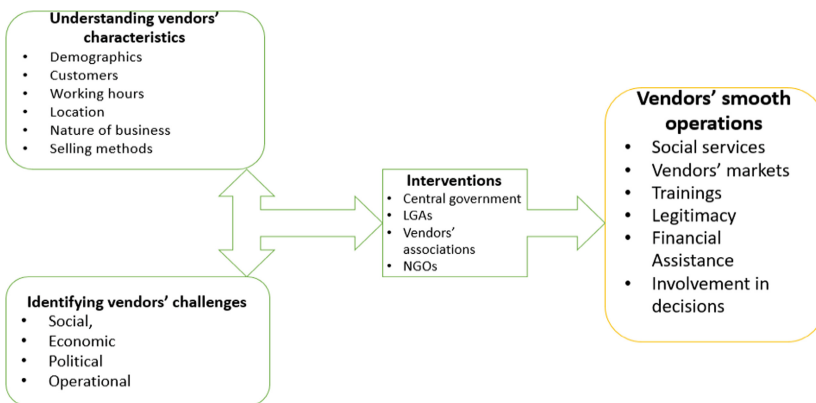 Understanding vendors’
characteristics
• Demographics
• Customers
• Working hours
• Location
• Nature of business
• Selling methods
Identifying vendors’ challenges
• Social,
• Economic
• Political
• Operational
Interventions
• Central government
• LGAs
• Vendors’
associations
• NGOs
Vendors’ smooth
operations
• Social services
• Vendors’ markets
• Trainings
• Legitimacy
• Financial
Assistance
• Involvement in
decisions